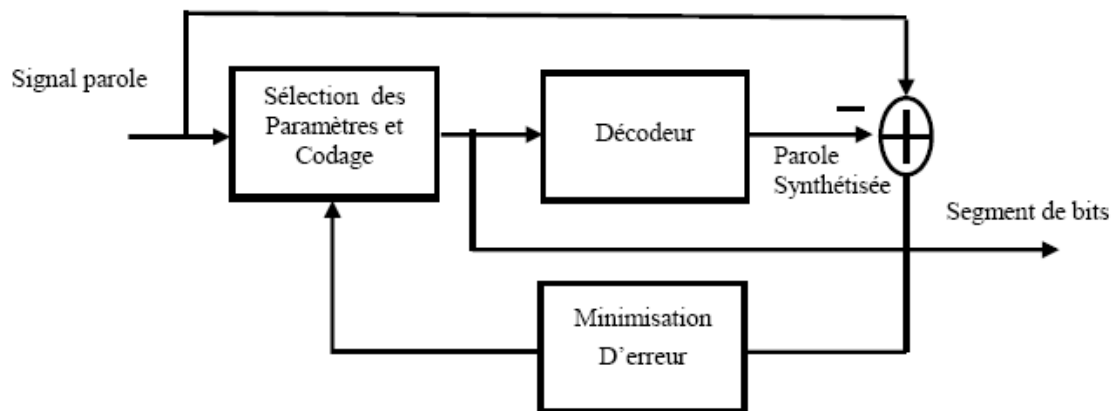 Signal parole
Sélection des
Paramètres et
Codage
Décodeur
Parole
Synthétisée
Segment de bits
Minimisation
D'erreur